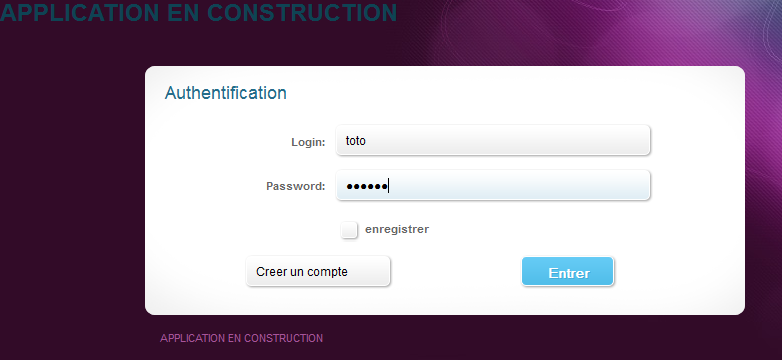 APPLICATION EN CONSTRUCTION
Authentification
Login: toto
Password: ●●●●●●
enregistrer
Creer un compte Entrer
APPLICATION EN CONSTRUCTION